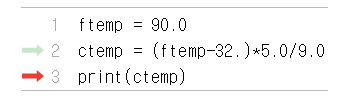 1 ftemp = 90.0
2 ctemp = (ftemp-32.)*5.0/9.0
3 print(ctemp)